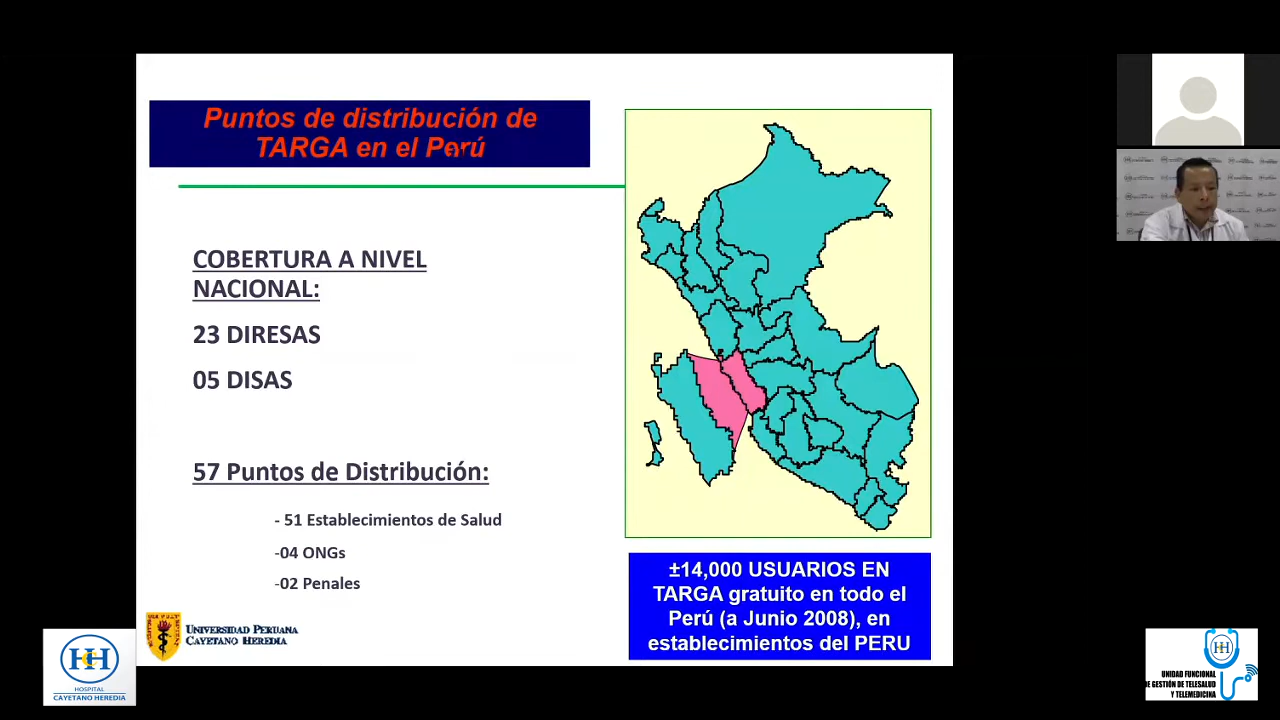 Puntos de distribución de
TARGA en el Perú
COBERTURA A NIVEL
NACIONAL:
23 DIRESAS
05 DISAS
57 Puntos de Distribución:
- 51 Establecimientos de Salud
-04 ONGs
-02 Penales
±14,000 USUARIOS EN
TARGA gratuito en todo el
Perú (a Junio 2008), en
establecimientos del PERU
UNIVERSIDAD PERUANA
CAYETANO HEREDIA
HCH
HOSPITAL
CAYETANO HEREDIA
UNIDAD FUNCIONAL
DE GESTIÓN DE TELESALUD
Y TELEMEDICINA